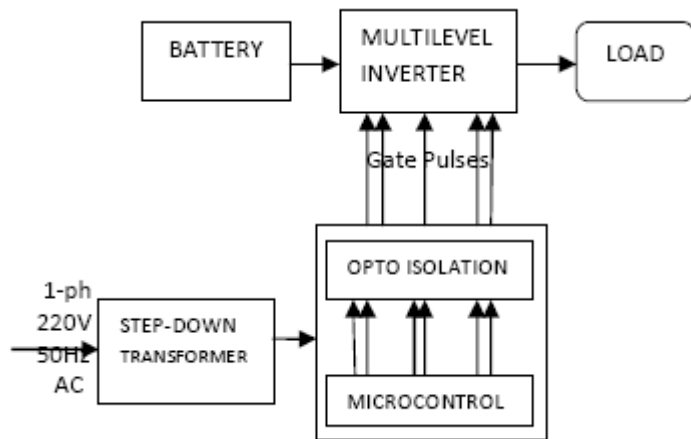 BATTERY
MULTILEVEL
INVERTER
LOAD
Gate Pulses
OPTO ISOLATION
1-ph
220V
50Hz
AC
STEP-DOWN
TRANSFORMER
MICROCONTROL